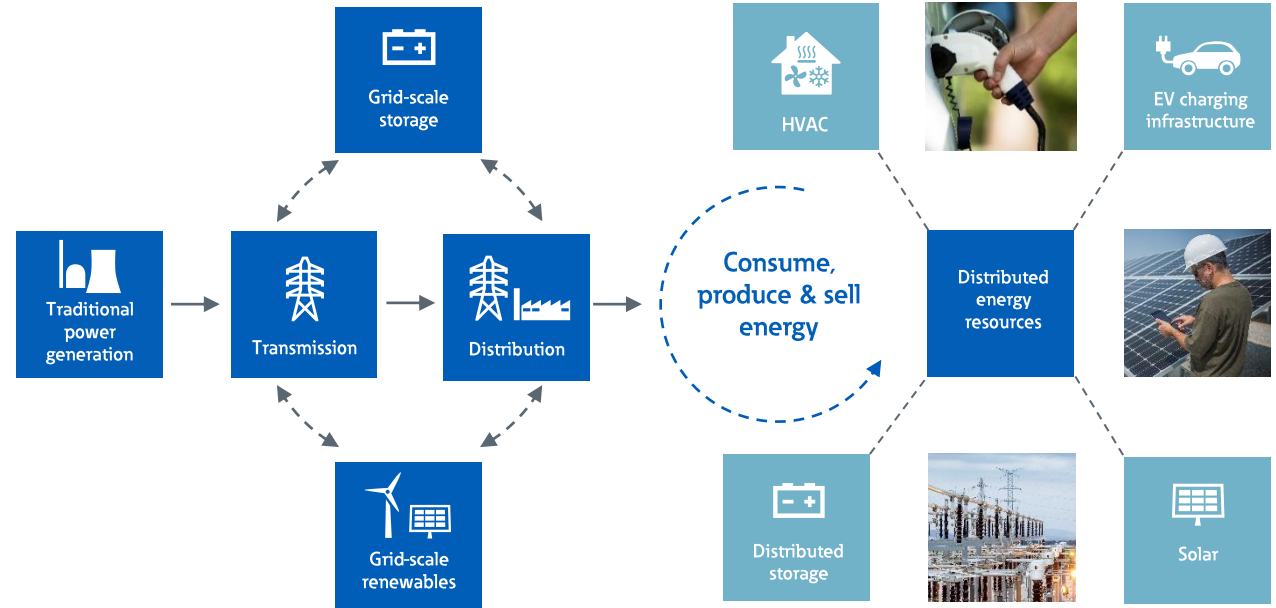 Grid-scale
storage
HVAC
EV charging
infrastructure
Traditional
power
generation
Transmission
Distribution
Consume,
produce & sell
energy
Distributed
energy
resources
Grid-scale
renewables
Distributed
storage
Solar